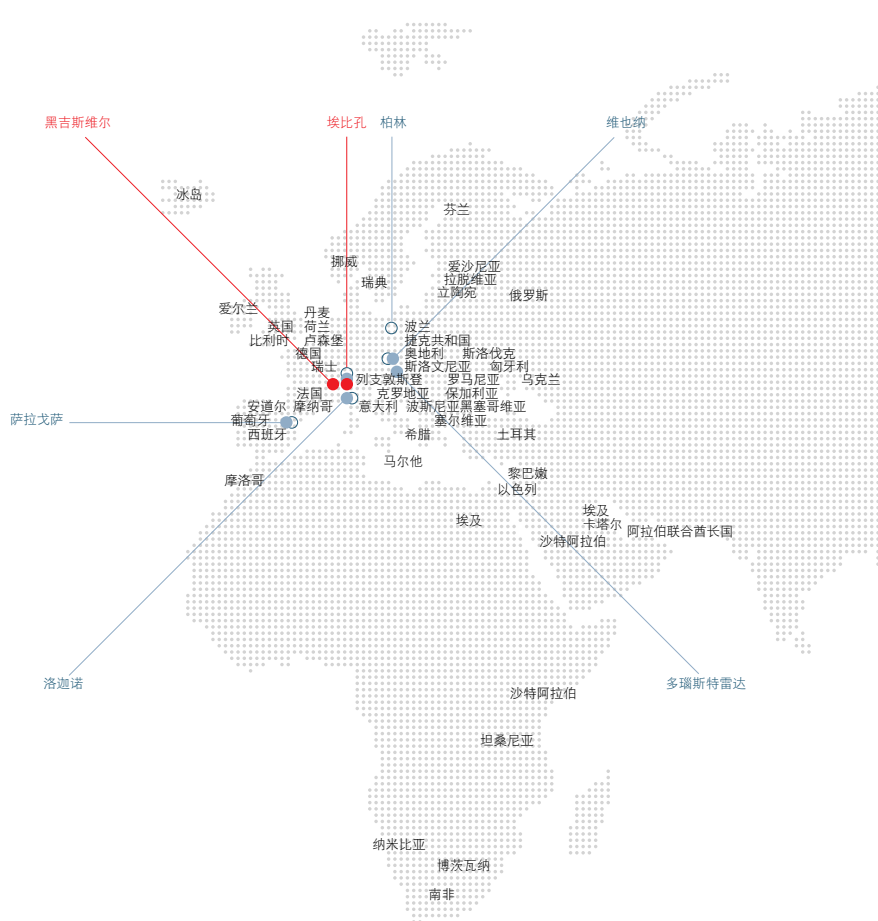 黑吉斯维尔
埃比孔
柏林
维也纳
冰岛
芬兰
挪威
爱沙尼亚
瑞典
拉脱维亚
立陶宛
俄罗斯
爱尔兰
丹麦
英国
荷兰
波兰
比利时
卢森堡
捷克共和国
德国
奥地利
斯洛伐克
瑞士
斯洛文尼亚
匈牙利
列支敦斯登
罗马尼亚
乌克兰
法国
克罗地亚
保加利亚
安道尔
摩纳哥
意大利
波斯尼亚黑塞哥维亚
萨拉戈萨
葡萄牙
塞尔维亚
西班牙
希腊
土耳其
马尔他
摩洛哥
黎巴嫩
以色列
埃及
埃及
卡塔尔
阿拉伯联合酋长国
沙特阿拉伯
洛迦诺
多瑙斯特雷达
沙特阿拉伯
坦桑尼亚
纳米比亚
博茨瓦纳
南非